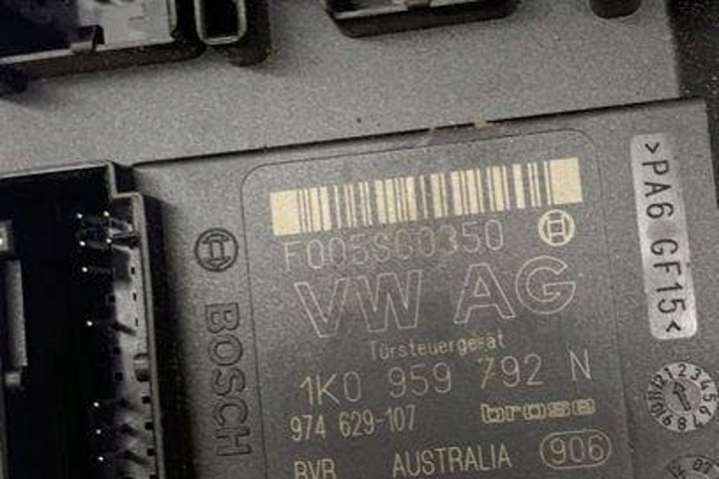 F005S00350
VW AG
Türsteuergerät
1K0 959 792 N
974 629-107 brose
BVR AUSTRALIA 906
BOSCH
>PA6 GF15<